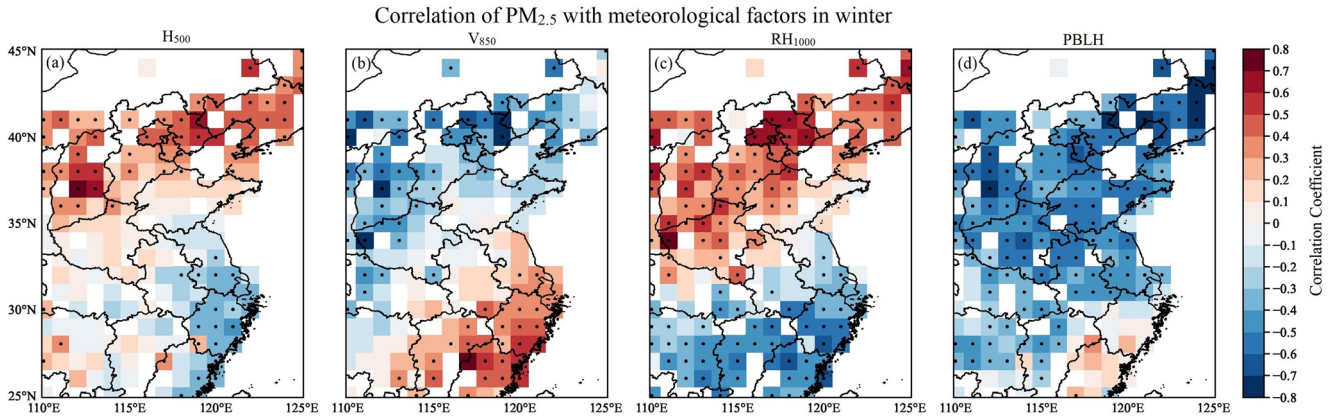 Correlation of PM₂.₅ with meteorological factors in winter
H₅₀₀
V₈₅₀
RH₁₀₀₀
PBLH
(a)
(b)
(c)
(d)
45°N
40°N
35°N
30°N
25°N
110°E 115°E 120°E 125°E
110°E 115°E 120°E 125°E
110°E 115°E 120°E 125°E
110°E 115°E 120°E 125°E
0.8
0.7
0.6
0.5
0.4
0.3
0.2
0.1
0
-0.1
-0.2
-0.3
-0.4
-0.5
-0.6
-0.7
-0.8
Correlation Coefficient